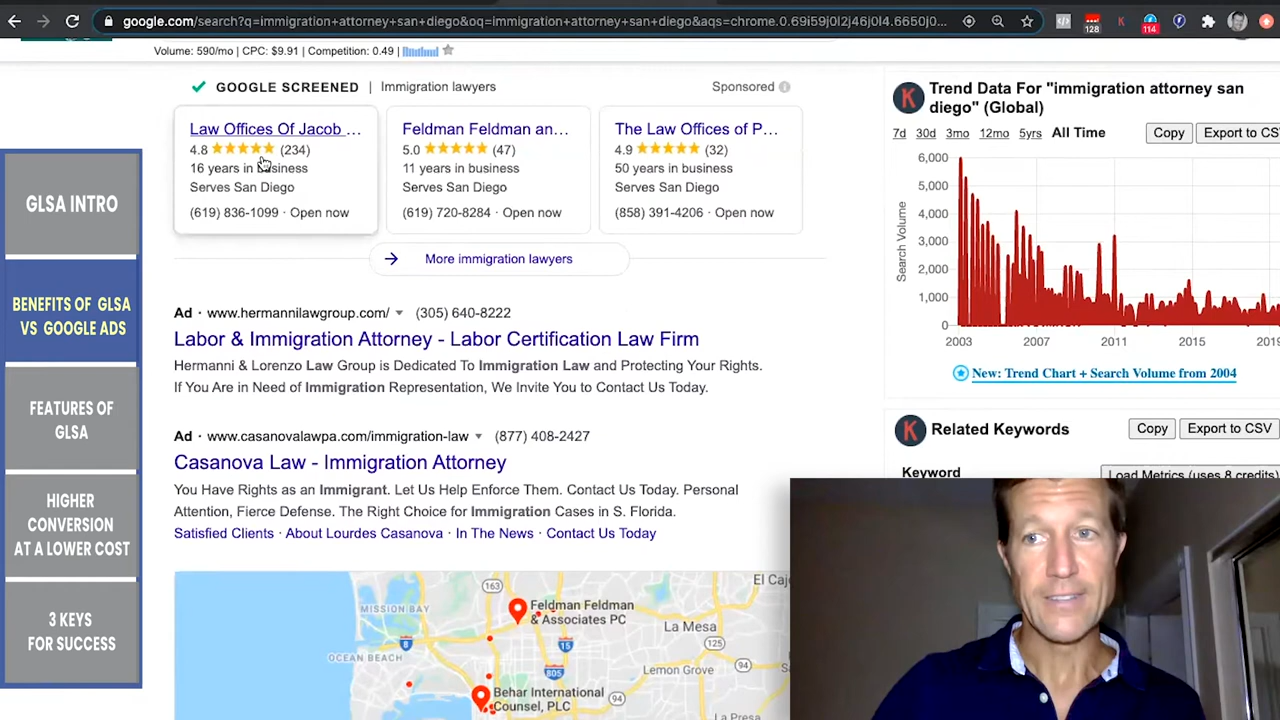 google.com/search?q=immigration+attorney+san+diego&oq=immigration+attorney+san+diego&aqs=chrome.0.69i59j0l2j46j0l4.6650j0...
128
114
Volume: 590/mo | CPC: $9.91 | Competition: 0.49 |
GOOGLE SCREENED | Immigration lawyers
Sponsored
Law Offices Of Jacob ...
4.8 (234)
16 years in business
Serves San Diego
(619) 836-1099 · Open now
Feldman Feldman an...
5.0 (47)
11 years in business
Serves San Diego
(619) 720-8284 · Open now
The Law Offices of P...
4.9 (32)
50 years in business
Serves San Diego
(858) 391-4206 · Open now
More immigration lawyers
Ad · www.hermannilawgroup.com/ (305) 640-8222
Labor & Immigration Attorney - Labor Certification Law Firm
Hermanni & Lorenzo Law Group is Dedicated To Immigration Law and Protecting Your Rights.
If You Are in Need of Immigration Representation, We Invite You to Contact Us Today.
Ad · www.casanovalawpa.com/immigration-law (877) 408-2427
Casanova Law - Immigration Attorney
You Have Rights as an Immigrant. Let Us Help Enforce Them. Contact Us Today. Personal
Attention, Fierce Defense. The Right Choice for Immigration Cases in S. Florida.
Satisfied Clients · About Lourdes Casanova · In The News · Contact Us Today
163
El Caj
MISSION BAY
Feldman Feldman
& Associates PC
La Mesa
8
15
125
OCEAN BEACH
Lemon Grove
94
805
Behar International
Counsel, PLC
94
La Presa
GLSA INTRO
BENEFITS OF GLSA
VS GOOGLE ADS
FEATURES OF
GLSA
HIGHER
CONVERSION
AT A LOWER COST
3 KEYS
FOR SUCCESS
K
Trend Data For "immigration attorney san
diego" (Global)
7d 30d 3mo 12mo 5yrs All Time
Copy
Export to CS
Search Volume
6,000
5,000
4,000
3,000
2,000
1,000
0
2003 2007 2011 2015 2019
New: Trend Chart + Search Volume from 2004
K
Related Keywords
Copy
Export to CSV
Keyword
Load Metrics (uses 8 credits)